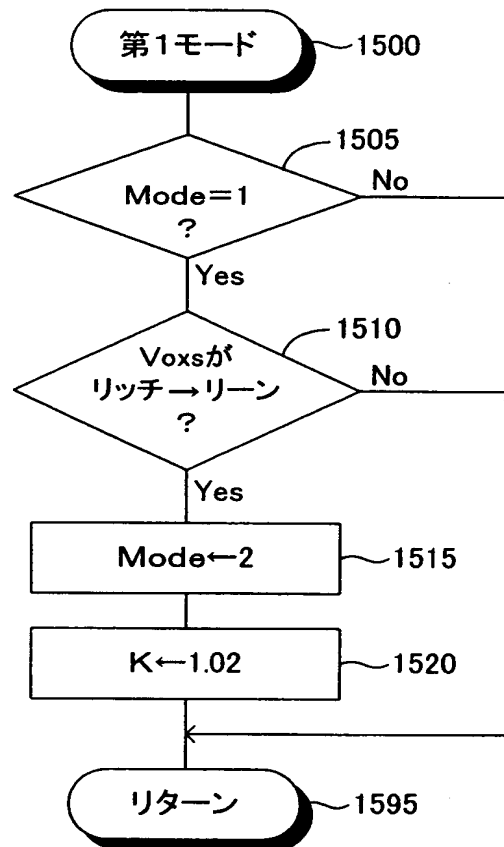 第1モード
1500
1505
Mode=1
?
No
Yes
1510
Voxsが
リッチ→リーン
?
No
Yes
Mode←2
1515
K←1.02
1520
リターン
1595